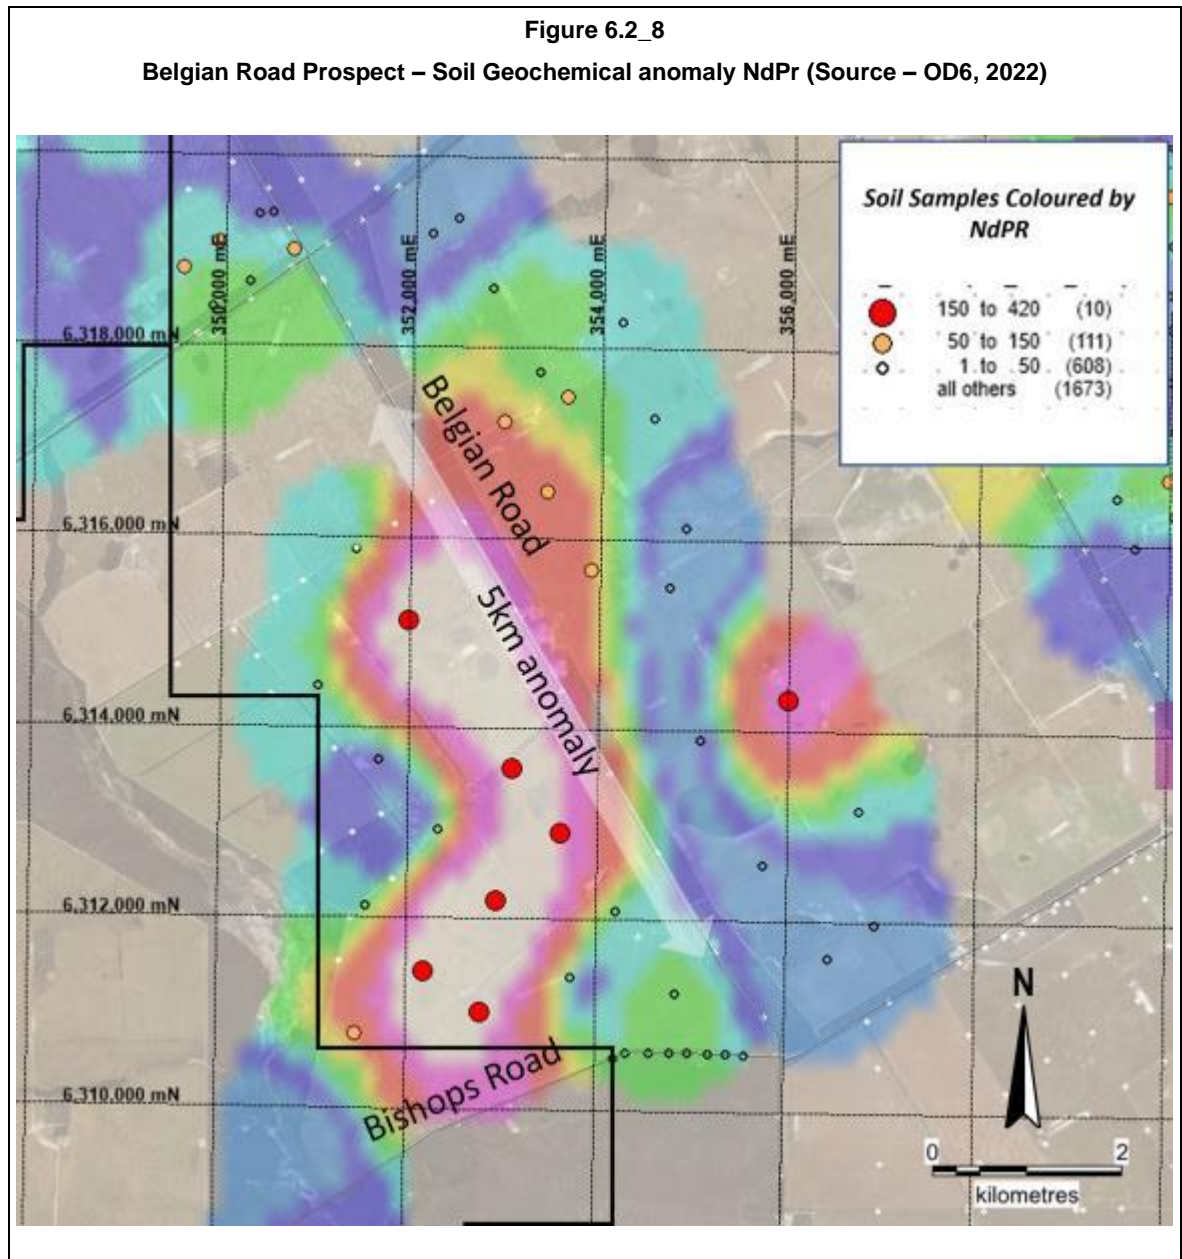 Figure 6.2_8
Belgian Road Prospect – Soil Geochemical anomaly NdPr (Source – OD6, 2022)
Soil Samples Coloured by
NdPR
150 to 420 (10)
50 to 150 (111)
1 to 50 (608)
all others (1673)
350,000 mE
352,000 mE
354,000 mE
356,000 mE
6,318,000 mN
Belgian Road
6,316,000 mN
5km anomaly
6,314,000 mN
6,312,000 mN
N
Bishops Road
6,310,000 mN
0 2
kilometres